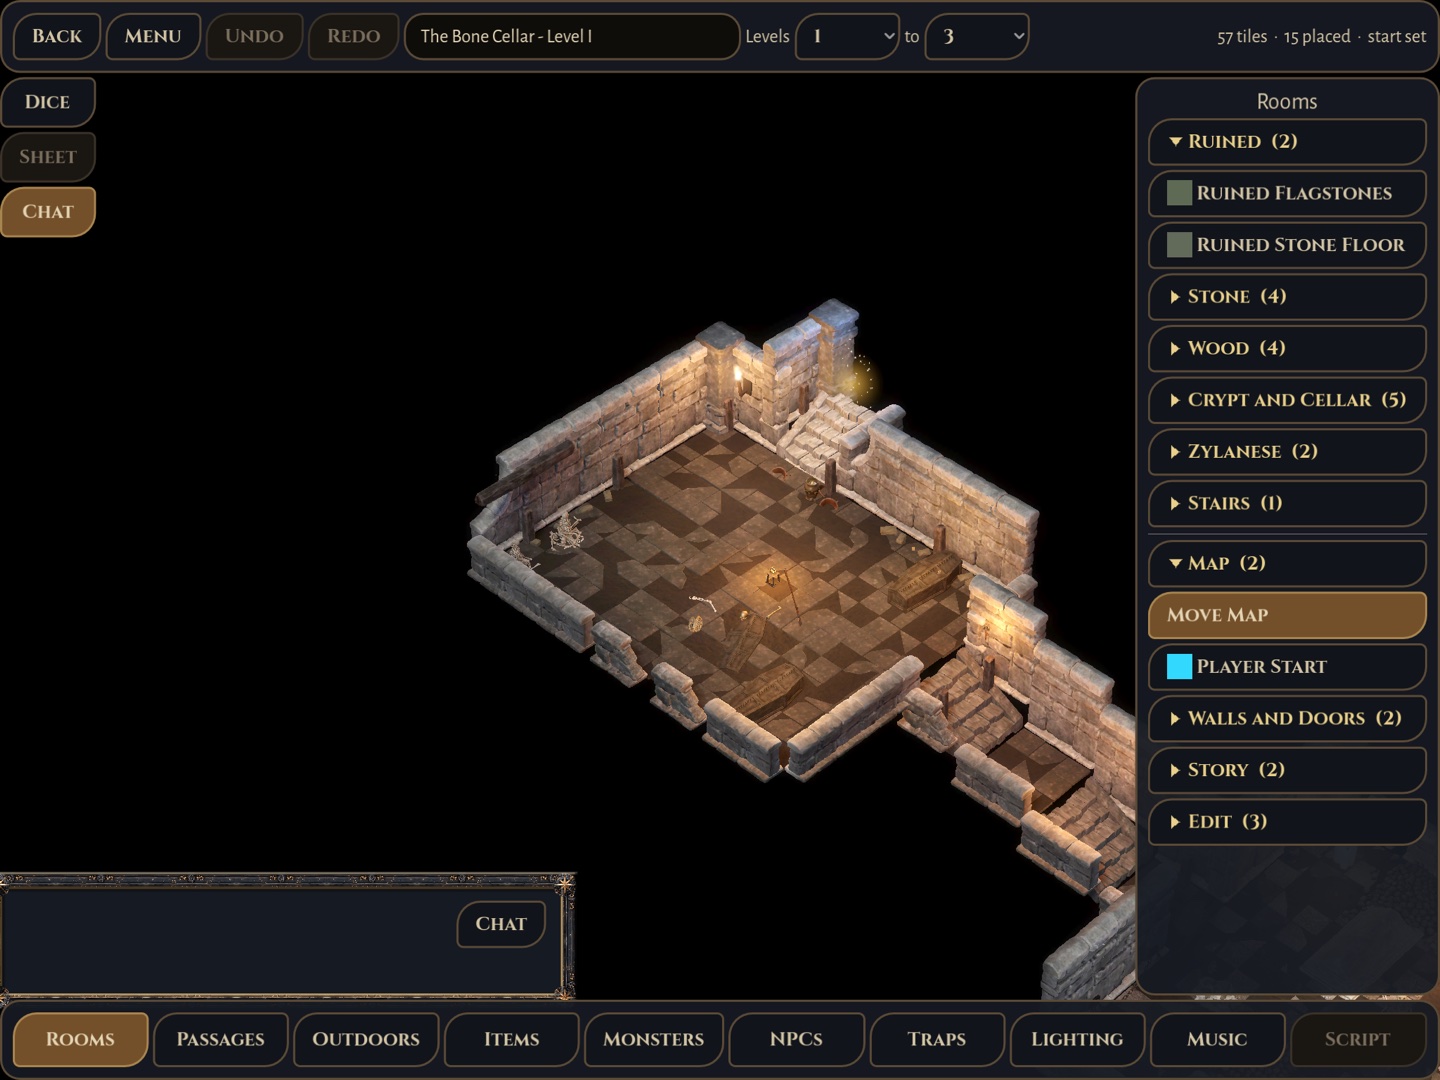 Back
Menu
Undo
Redo
The Bone Cellar - Level 1
Levels
1
to
3
57 tiles · 15 placed · start set
Dice
Sheet
Chat
Rooms
Ruined (2)
Ruined Flagstones
Ruined Stone Floor
Stone (4)
Wood (4)
Crypt and Cellar (5)
Zylanese (2)
Stairs (1)
Map (2)
Move Map
Player Start
Walls and Doors (2)
Story (2)
Edit (3)
Chat
Rooms
Passages
Outdoors
Items
Monsters
NPCs
Traps
Lighting
Music
Script